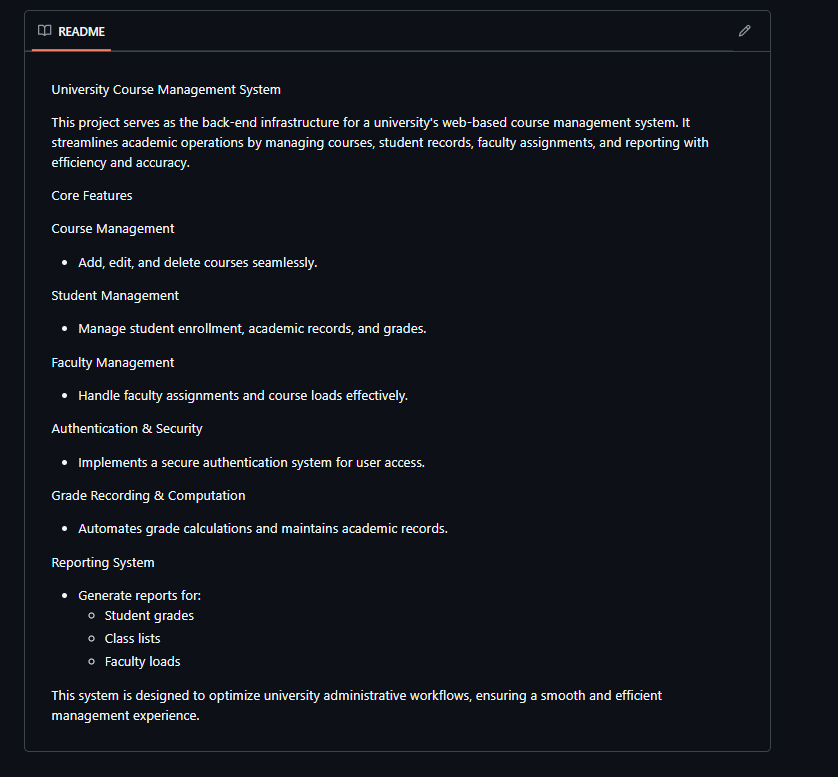 README
University Course Management System
This project serves as the back-end infrastructure for a university's web-based course management system. It
streamlines academic operations by managing courses, student records, faculty assignments, and reporting with
efficiency and accuracy.
Core Features
Course Management
• Add, edit, and delete courses seamlessly.
Student Management
• Manage student enrollment, academic records, and grades.
Faculty Management
• Handle faculty assignments and course loads effectively.
Authentication & Security
• Implements a secure authentication system for user access.
Grade Recording & Computation
• Automates grade calculations and maintains academic records.
Reporting System
• Generate reports for:
◦ Student grades
◦ Class lists
◦ Faculty loads
This system is designed to optimize university administrative workflows, ensuring a smooth and efficient
management experience.